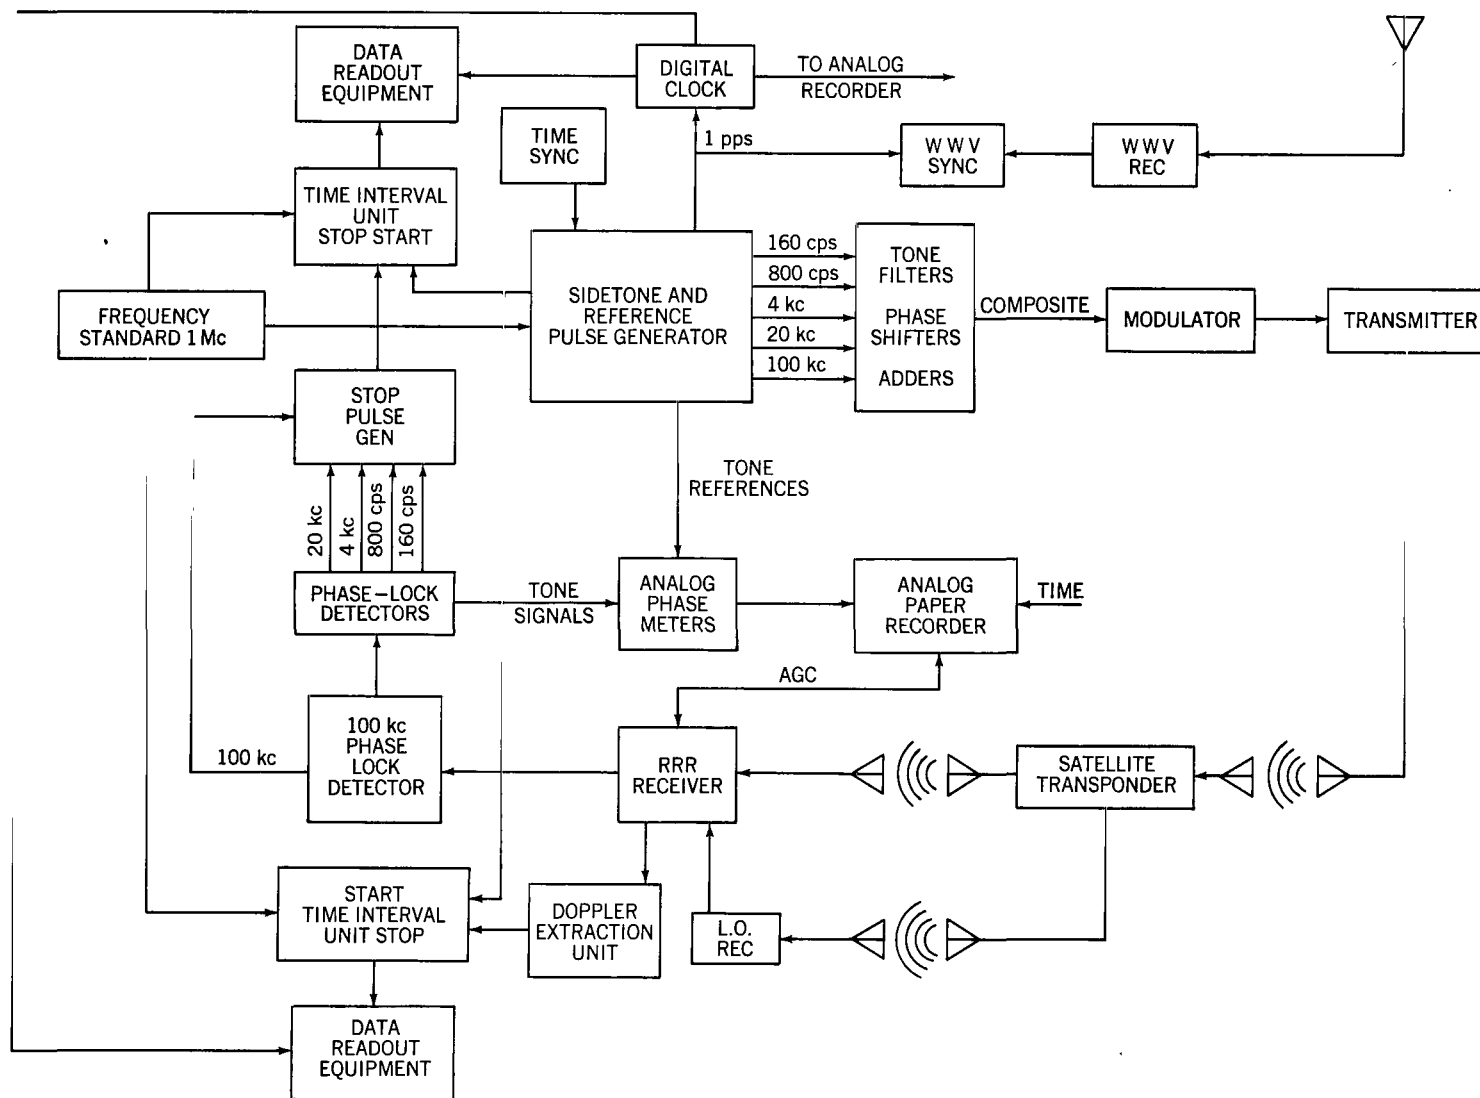 DATA
READOUT
EQUIPMENT
DIGITAL
CLOCK
TO ANALOG
RECORDER
TIME
SYNC
1 pps
W W V
SYNC
W W V
REC
TIME INTERVAL
UNIT
STOP START
FREQUENCY
STANDARD 1 Mc
SIDETONE AND
REFERENCE
PULSE GENERATOR
160 cps
800 cps
4 kc
20 kc
100 kc
TONE
FILTERS
PHASE
SHIFTERS
ADDERS
COMPOSITE
MODULATOR
TRANSMITTER
STOP
PULSE
GEN
TONE
REFERENCES
20 kc
4 kc
800 cps
160 cps
PHASE–LOCK
DETECTORS
TONE
SIGNALS
ANALOG
PHASE
METERS
ANALOG
PAPER
RECORDER
TIME
AGC
100 kc
100 kc
PHASE
LOCK
DETECTOR
RRR
RECEIVER
SATELLITE
TRANSPONDER
START
TIME INTERVAL
UNIT STOP
DOPPLER
EXTRACTION
UNIT
L.O.
REC
DATA
READOUT
EQUIPMENT